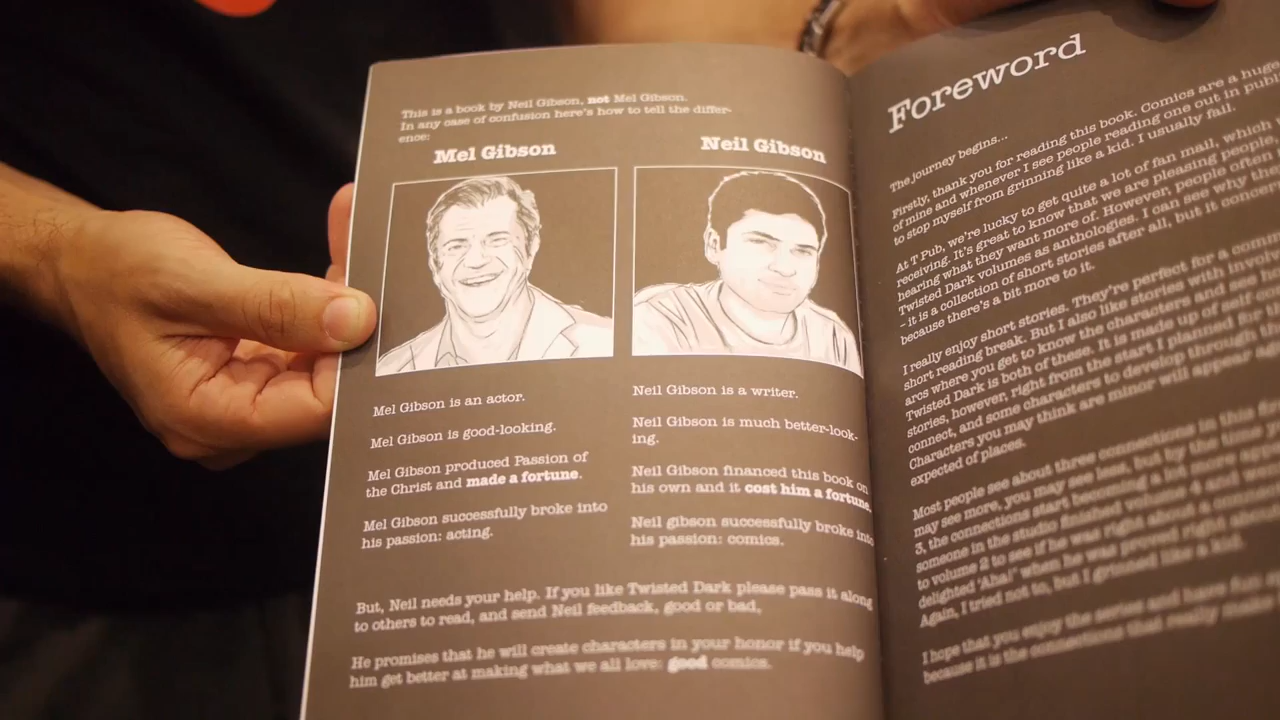 This is a book by Neil Gibson, not Mel Gibson.
In any case of confusion here's how to tell the differ-
ence:
Mel Gibson
Mel Gibson is an actor.
Mel Gibson is good-looking.
Mel Gibson produced Passion of
the Christ and made a fortune.
Mel Gibson successfully broke into
his passion: acting.
Neil Gibson
Neil Gibson is a writer.
Neil Gibson is much better-look-
ing.
Neil Gibson financed this book on
his own and it cost him a fortune.
Neil gibson successfully broke into
his passion: comics.
But, Neil needs your help. If you like Twisted Dark please pass it along
to others to read, and send Neil feedback, good or bad,
He promises that he will create characters in your honor if you help
him get better at making what we all love: good comics.
Foreword
The journey begins...
Firstly, thank you for reading this book. Comics are a huge
of mine and whenever I see people reading one out in publi
to stop myself from grinning like a kid. I usually fail.
At T Pub, we're lucky to get quite a lot of fan mail, which
receiving. It's great to know that we are pleasing people,
hearing what they want more of. However, people often
Twisted Dark volumes as anthologies. I can see why the
- it is a collection of short stories after all, but it concern
because there's a bit more to it.
I really enjoy short stories. They're perfect for a comm
short reading break. But I also like stories with involv
arcs where you get to know the characters and see ho
Twisted Dark is both of these. It is made up of self co
stories, however, right from the start I planned for
connect, and some characters to develop through th
Characters you may think are minor will appear
expected of places.
Most people see about three connections in this fir
may see more, you may see less, but by the time yo
3, the connections start becoming a lot more
someone in the studio finished volume 4 and
to volume 2 to see if he was right about a
delighted 'Aha!' when he was proved right
Again, I tried not to, but I grinned like a kid.
I hope that you enjoy the series and have fun
because it is the connections that really